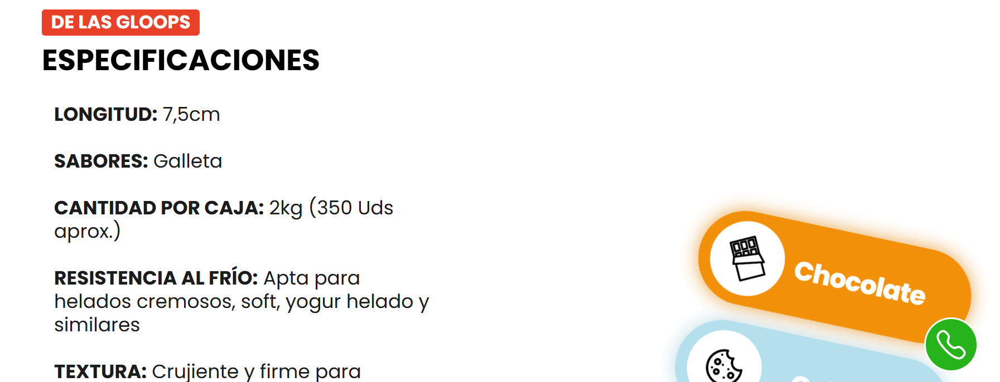 DE LAS GLOOPS
ESPECIFICACIONES
LONGITUD: 7,5cm
SABORES: Galleta
CANTIDAD POR CAJA: 2kg (350 Uds
aprox.)
RESISTENCIA AL FRÍO: Apta para
helados cremosos, soft, yogur helado y
similares
TEXTURA: Crujiente y firme para
Chocolate